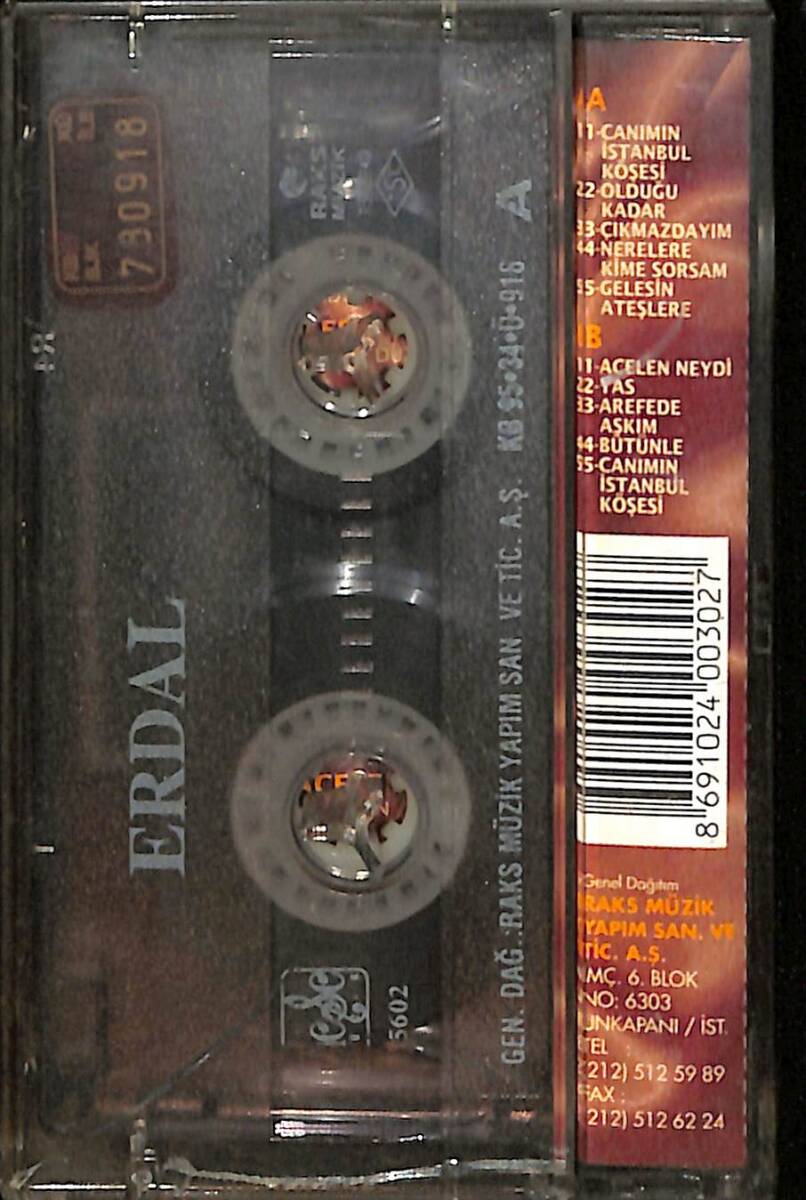 730918
ERDAL
RAKS
A
GEN. DAĞ.:RAKS MÜZİK YAPIM SAN VE TİC. A.Ş. KB 95•34•Ü•916
5602
A
1-CANIMIN
İSTANBUL
KÖŞESİ
2-OLDUĞU
KADAR
3-ÇIKMAZDAYIM
4-NERELERE
KİME SORSAM
5-GELESİN
ATEŞLERE
B
1-ACELEN NEYDİ
2-YAS
3-AREFEDE
AŞKIM
4-BÜTÜNLE
5-CANIMIN
İSTANBUL
KÖŞESİ
8 691024 003027
Genel Dağıtım
RAKS MÜZİK
YAPIM SAN. VE
TİC. A.Ş.
MÇ. 6. BLOK
NO: 6303
UNKAPANI / İST.
TEL :
212) 512 59 89
FAX :
212) 512 62 24